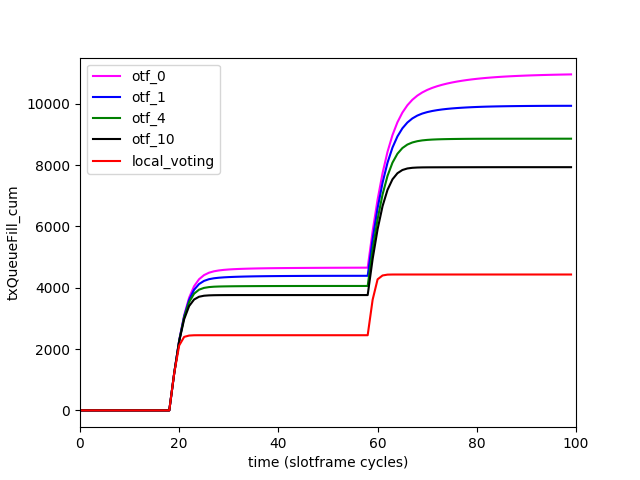 otf_0
otf_1
otf_4
otf_10
local_voting
txQueueFill_cum
10000
8000
6000
4000
2000
0
0 20 40 60 80 100
time (slotframe cycles)